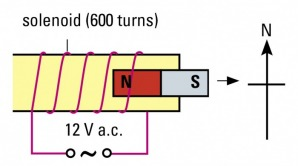 solenoid (600 turns)
N
N S
12 V a.c.